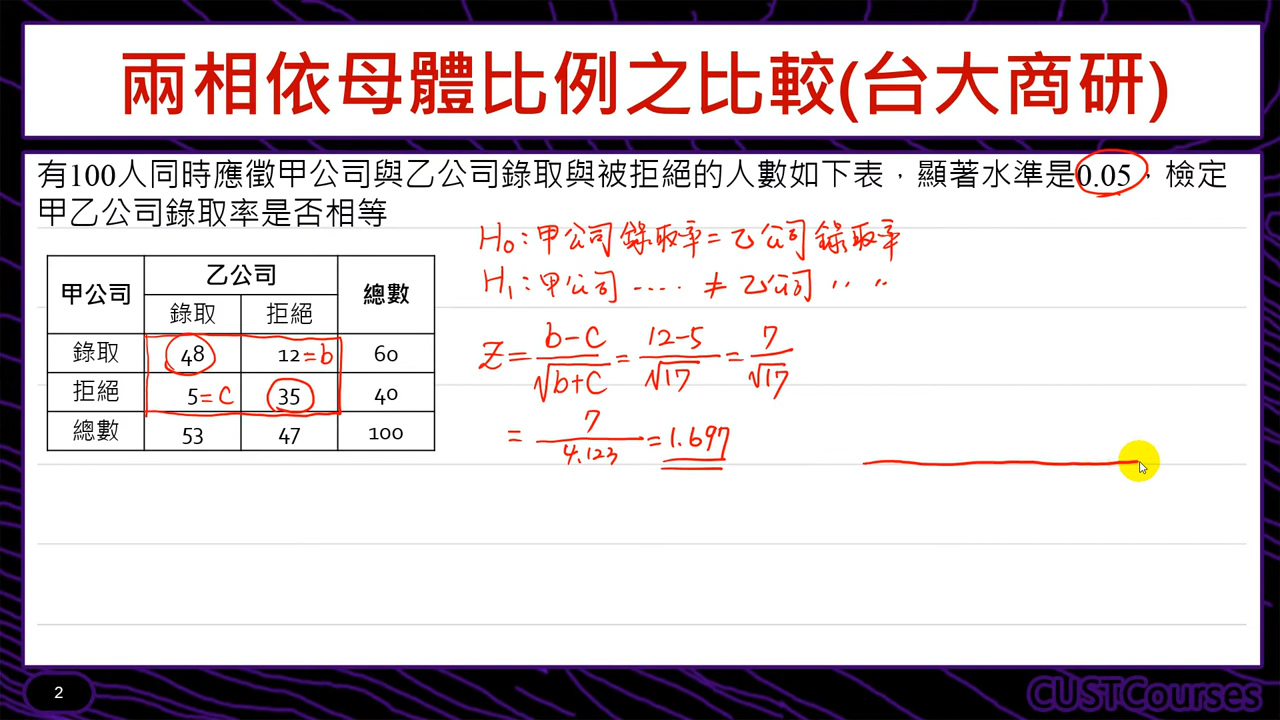 兩相依母體比例之比較(台大商研)
有100人同時應徵甲公司與乙公司錄取與被拒絕的人數如下表，顯著水準是0.05，檢定
甲乙公司錄取率是否相等
H₀：甲公司錄取率=乙公司錄取率
H₁：甲公司 .... ≠ 乙公司 〃 〃
甲公司 乙公司 總數
錄取 拒絕
錄取 48 12=b 60
拒絕 5=c 35 40
總數 53 47 100
Z = b-c/√b+c = 12-5/√17 = 7/√17
= 7/4.123 = 1.697
2
CUSTCourses